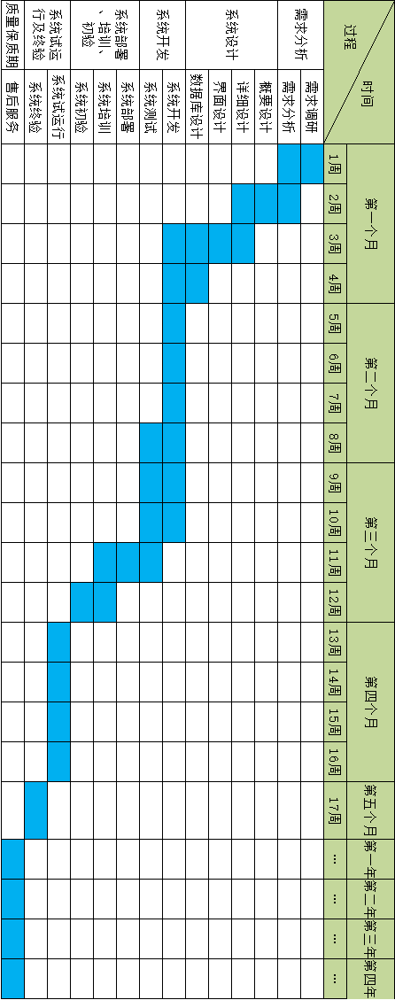 过程
时间
第一个月
第二个月
第三个月
第四个月
第五个月
第一年
第二年
第三年
第四年
1周
2周
3周
4周
5周
6周
7周
8周
9周
10周
11周
12周
13周
14周
15周
16周
17周
...
...
...
...
需求分析
需求调研
需求分析
系统设计
概要设计
详细设计
界面设计
数据库设计
系统开发
系统开发
系统测试
系统部署
、培训、
初验
系统部署
系统培训
系统初验
系统试运
行及终验
系统试运行
系统终验
质量保质期
售后服务